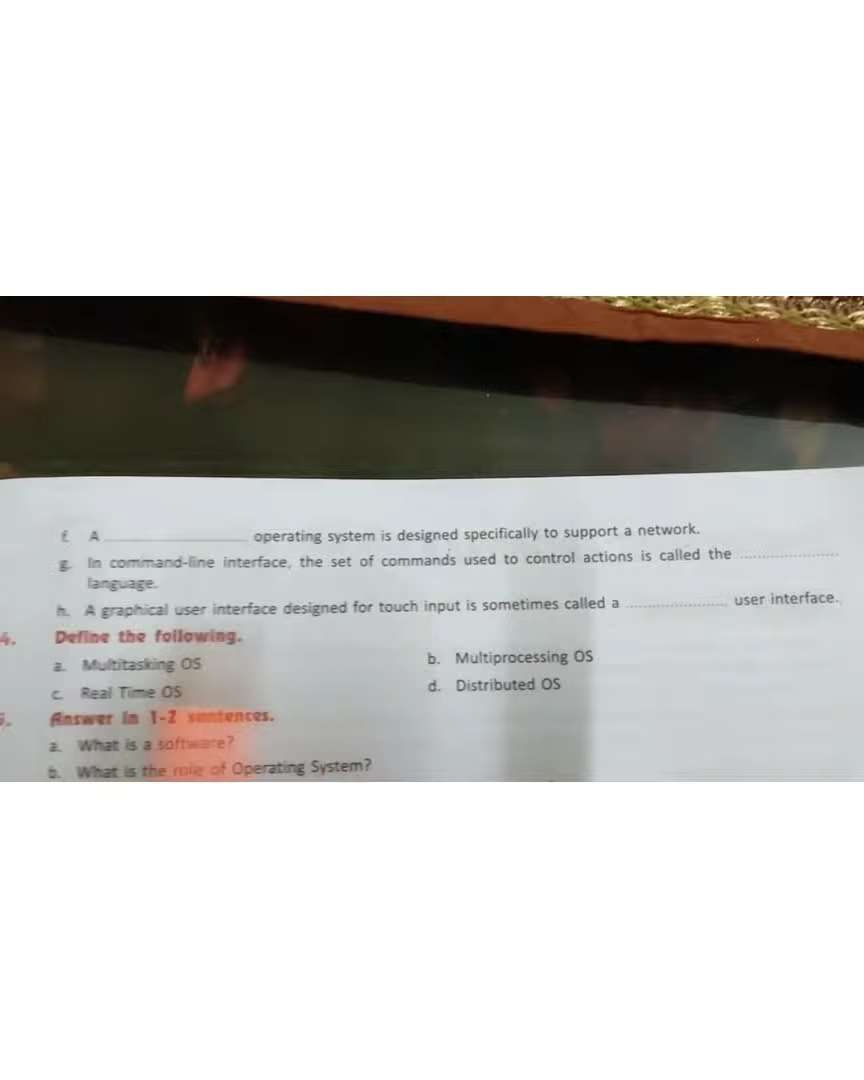 f. A ______________ operating system is designed specifically to support a network.
g. In command-line interface, the set of commands used to control actions is called the ......................
language.
h. A graphical user interface designed for touch input is sometimes called a ...................... user interface.
4. Define the following.
a. Multitasking OS b. Multiprocessing OS
c. Real Time OS d. Distributed OS
5. Answer in 1-2 sentences.
a. What is a software?
b. What is the role of Operating System?